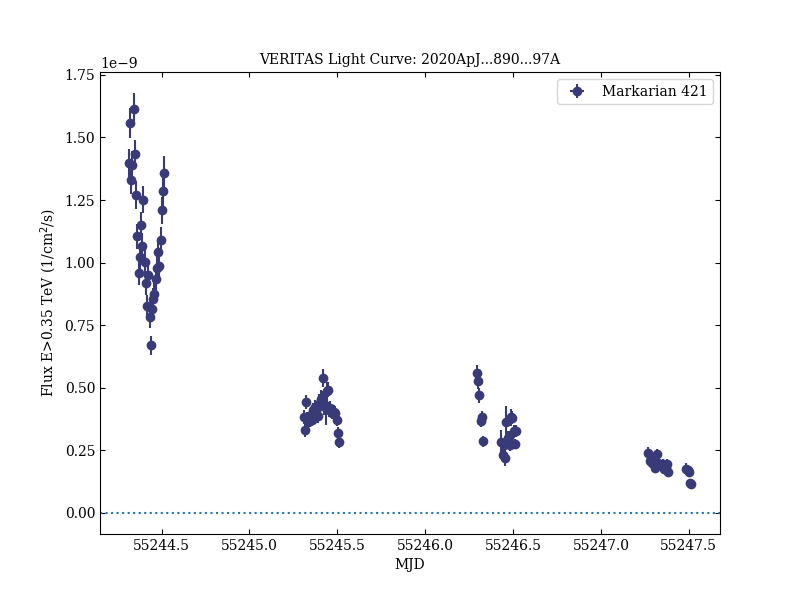 VERITAS Light Curve: 2020ApJ...890...97A
1e−9
Markarian 421
1.75
1.50
1.25
1.00
0.75
0.50
0.25
0.00
Flux E>0.35 TeV (1/cm²/s)
55244.5 55245.0 55245.5 55246.0 55246.5 55247.0 55247.5
MJD